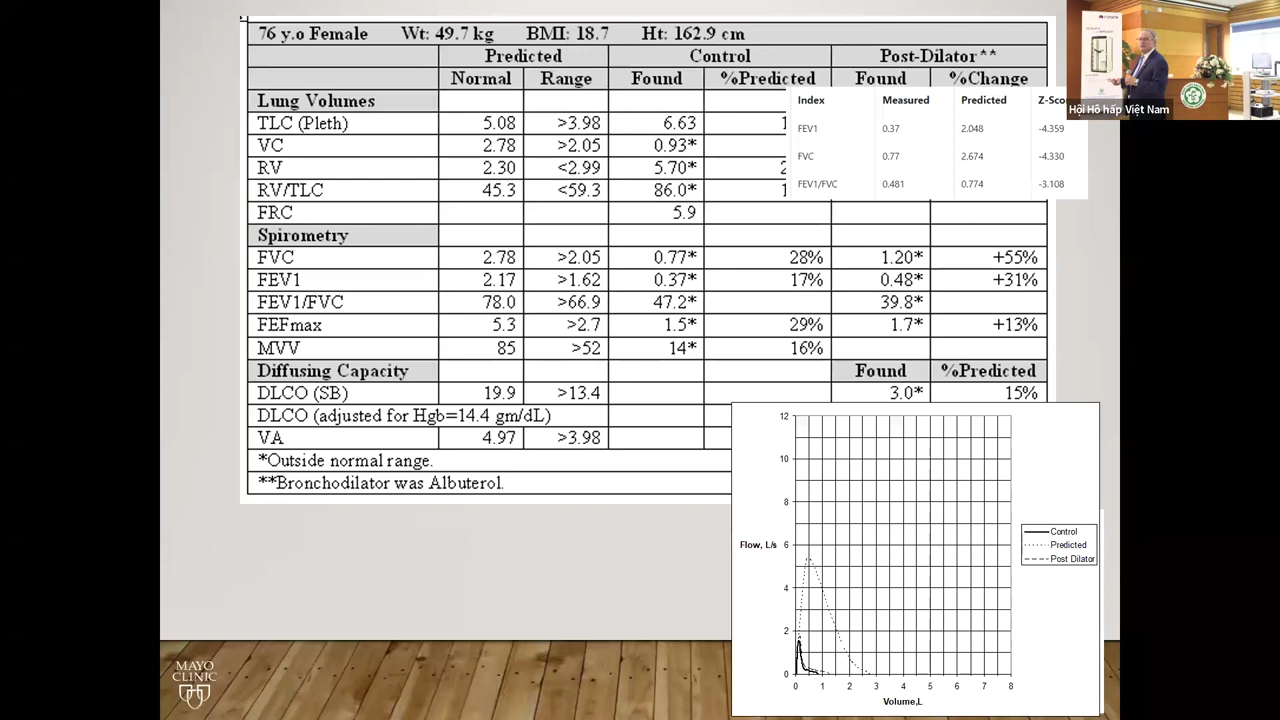 76 y.o Female Wt: 49.7 kg BMI: 18.7 Ht: 162.9 cm
Predicted Control Post-Dilator**
Normal Range Found %Predicted Found %Change
Lung Volumes
TLC (Pleth) 5.08 >3.98 6.63
VC 2.78 >2.05 0.93*
RV 2.30 <2.99 5.70*
RV/TLC 45.3 <59.3 86.0*
FRC 5.9
Spirometry
FVC 2.78 >2.05 0.77* 28% 1.20* +55%
FEV1 2.17 >1.62 0.37* 17% 0.48* +31%
FEV1/FVC 78.0 >66.9 47.2* 39.8*
FEFmax 5.3 >2.7 1.5* 29% 1.7* +13%
MVV 85 >52 14* 16%
Diffusing Capacity Found %Predicted
DLCO (SB) 19.9 >13.4 3.0* 15%
DLCO (adjusted for Hgb=14.4 gm/dL)
VA 4.97 >3.98
*Outside normal range.
**Bronchodilator was Albuterol.
Index Measured Predicted
FEV1 0.37 2.048 -4.359
FVC 0.77 2.674 -4.330
FEV1/FVC 0.481 0.774 -3.108
Hội Hô hấp Việt Nam
12
10
8
Flow, L/s 6
4
2
0
0 1 2 3 4 5 6 7 8
Volume,L
Control
Predicted
Post Dilator
MAYO
CLINIC